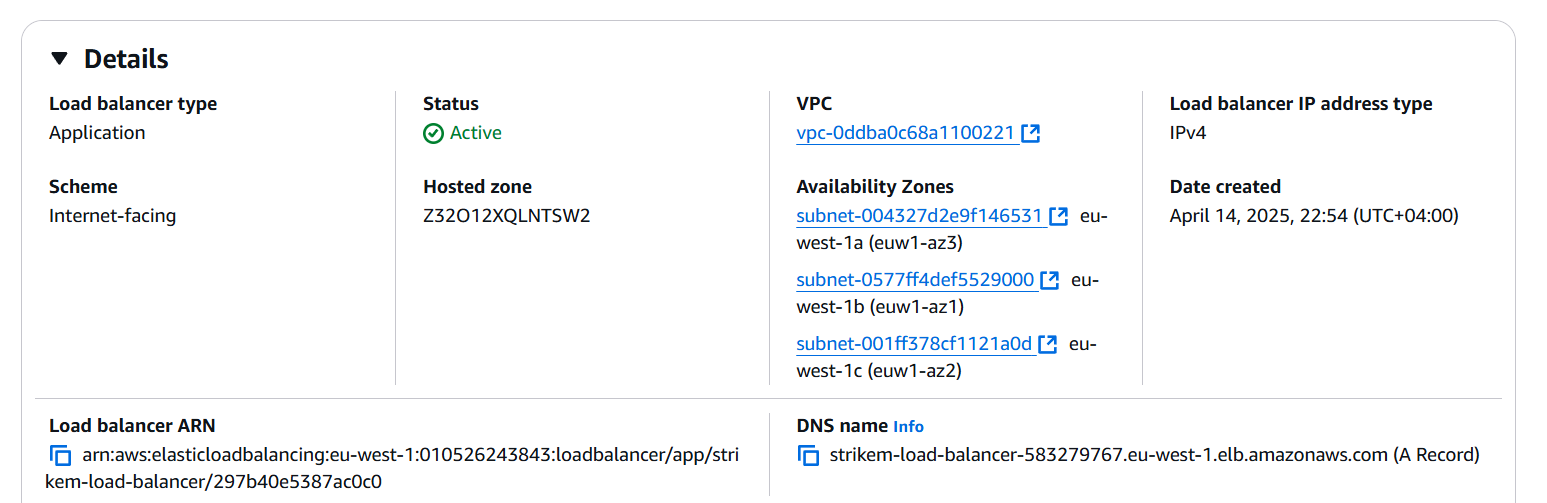 Details
Load balancer type
Application
Status
Active
VPC
vpc-0ddba0c68a1100221
Load balancer IP address type
IPv4
Scheme
Internet-facing
Hosted zone
Z32O12XQLNTSW2
Availability Zones
subnet-004327d2e9f146531 eu-
west-1a (euw1-az3)
subnet-0577ff4def5529000 eu-
west-1b (euw1-az1)
subnet-001ff378cf1121a0d eu-
west-1c (euw1-az2)
Date created
April 14, 2025, 22:54 (UTC+04:00)
Load balancer ARN
arn:aws:elasticloadbalancing:eu-west-1:010526243843:loadbalancer/app/stri
kem-load-balancer/297b40e5387ac0c0
DNS name Info
strikem-load-balancer-583279767.eu-west-1.elb.amazonaws.com (A Record)